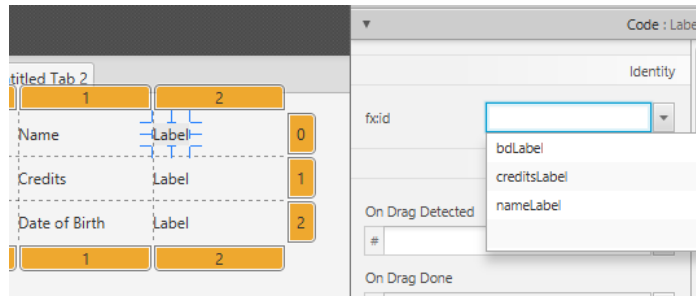 Code : Labe
titled Tab 2
Identity
1 2
fx:id
Name Label 0
bdLabel
creditsLabel
Credits Label 1
nameLabel
On Drag Detected
Date of Birth Label 2
#
1 2
On Drag Done